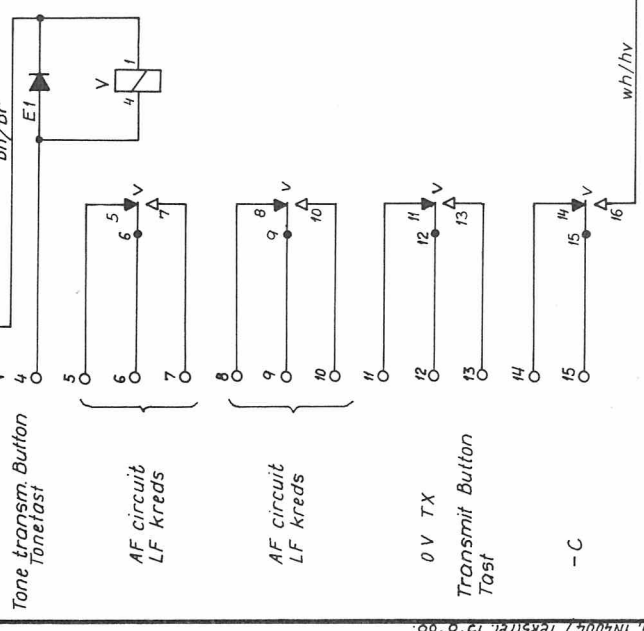 bn/br
E1
V
1
4
wh/hv
V
5
7
6
V
8
10
9
V
11
13
12
V
14
16
15
4
5
6
7
8
9
10
11
12
13
14
15
Tone transm. Button
Tonetast
AF circuit
LF kreds
AF circuit
LF kreds
0V TX
Transmit Button
Tast
-C